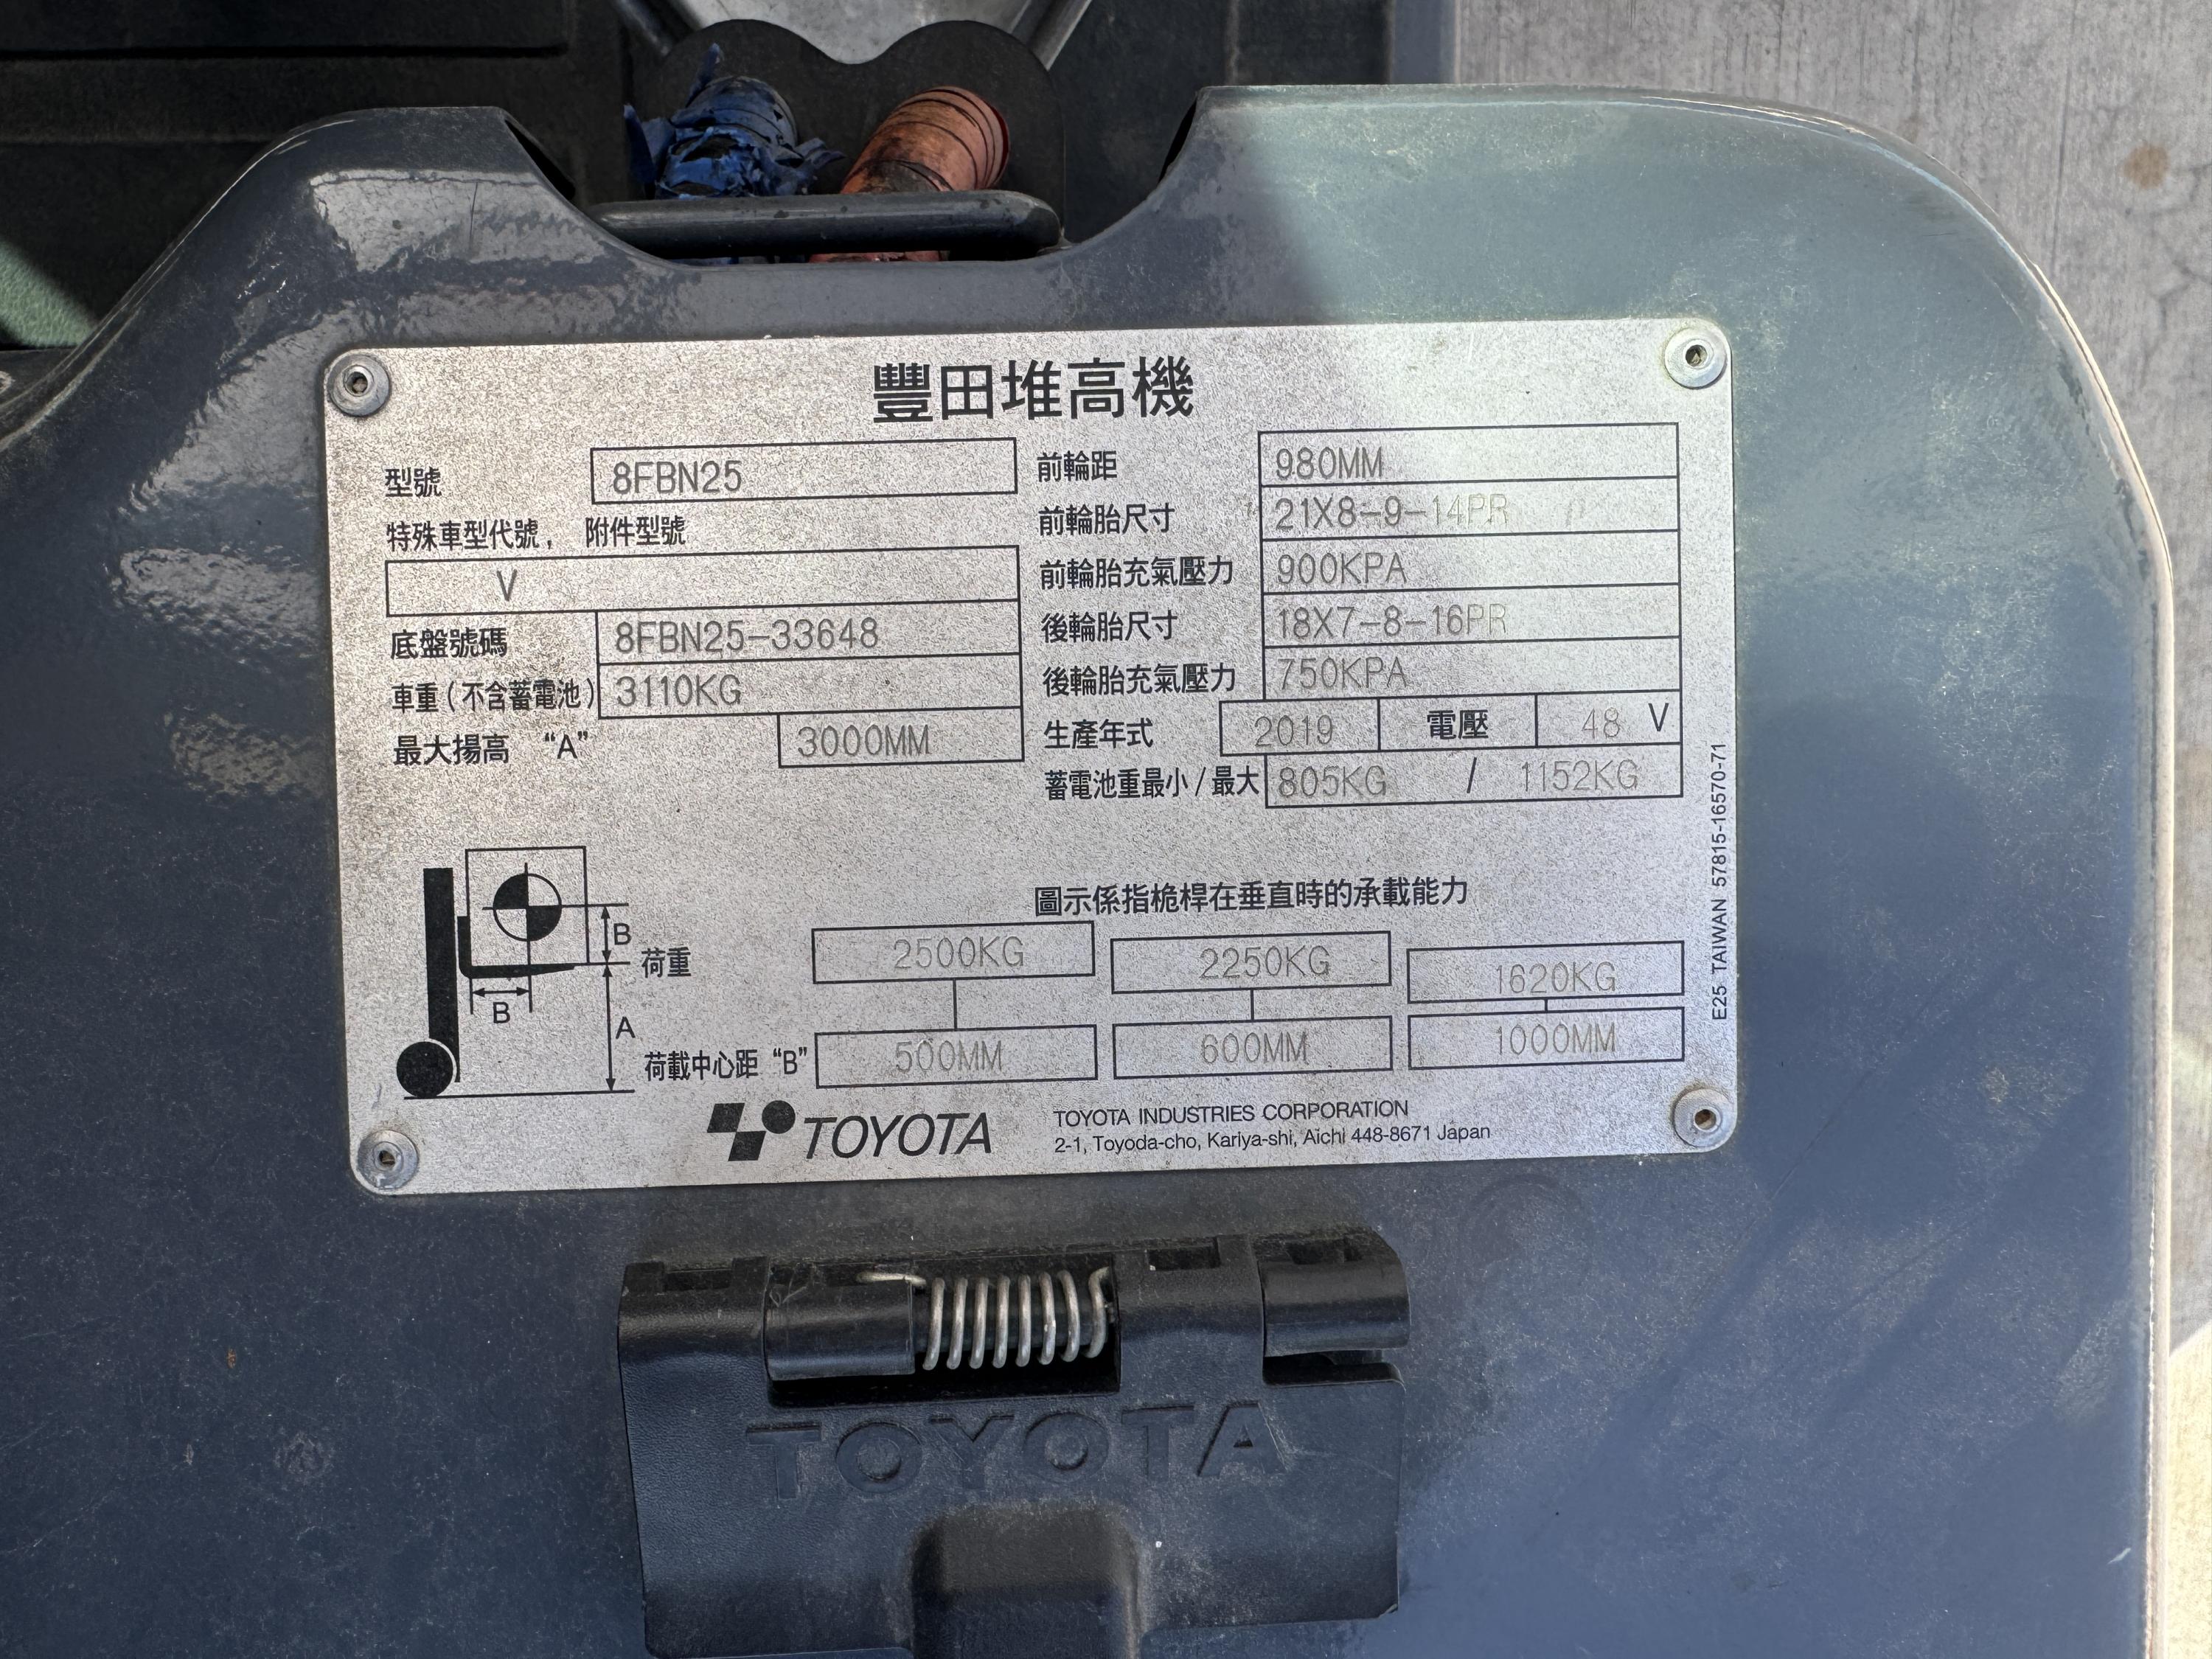 豐田堆高機
型號 8FBN25
特殊車型代號， 附件型號
V
底盤號碼 8FBN25-33648
車重(不含蓄電池) 3110KG
最大揚高 “A” 3000MM
前輪距 980MM
前輪胎尺寸 21X8-9-14PR
前輪胎充氣壓力 900KPA
後輪胎尺寸 18X7-8-16PR
後輪胎充氣壓力 750KPA
生產年式 2019 電壓 48 V
蓄電池重最小/最大 805KG / 1152KG
圖示係指桅桿在垂直時的承載能力
B
B
A
荷重 2500KG 2250KG 1620KG
荷載中心距 “B” 500MM 600MM 1000MM
TOYOTA
TOYOTA INDUSTRIES CORPORATION
2-1, Toyoda-cho, Kariya-shi, Aichi 448-8671 Japan
E25 TAIWAN 57815-16570-71
TOYOTA